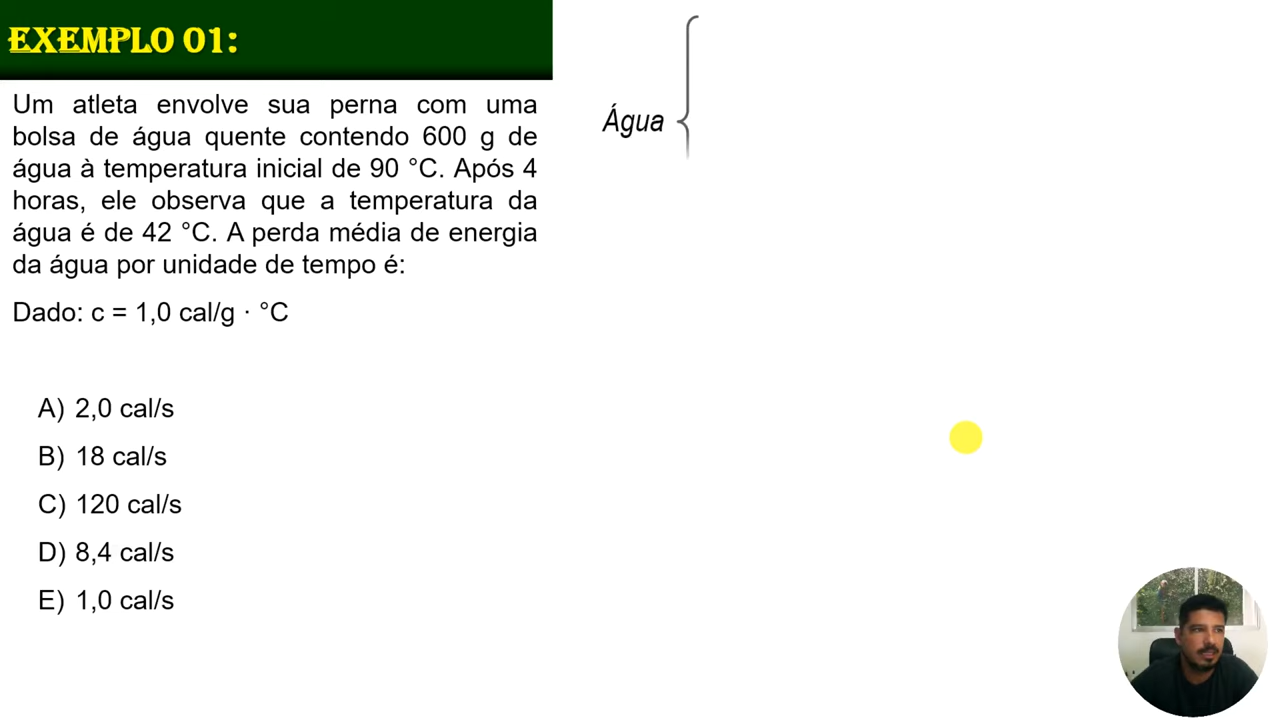 EXEMPLO 01:
Um atleta envolve sua perna com uma
bolsa de água quente contendo 600 g de
água à temperatura inicial de 90 °C. Após 4
horas, ele observa que a temperatura da
água é de 42 °C. A perda média de energia
da água por unidade de tempo é:
Dado: c = 1,0 cal/g · °C
A) 2,0 cal/s
B) 18 cal/s
C) 120 cal/s
D) 8,4 cal/s
E) 1,0 cal/s
Água {